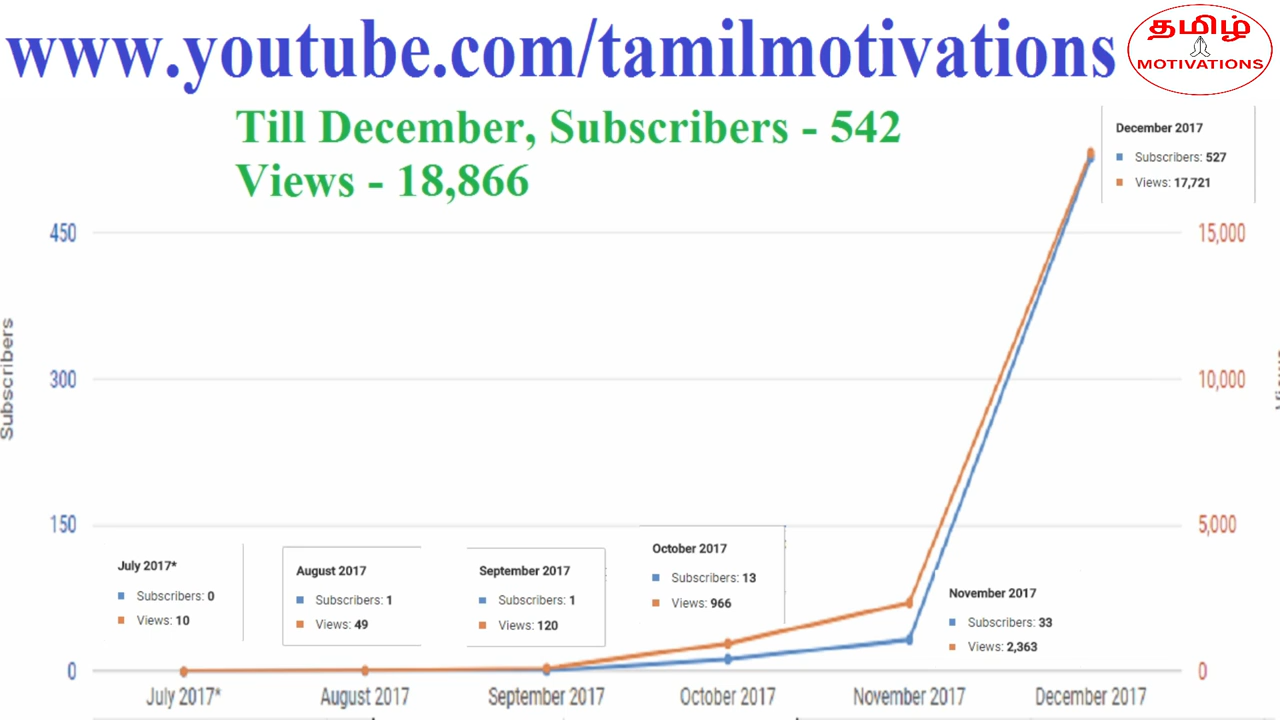 www.youtube.com/tamilmotivations
தமிழ்
MOTIVATIONS
Till December, Subscribers - 542
Views - 18,866
December 2017
Subscribers: 527
Views: 17,721
450
15,000
300
10,000
150
5,000
0
0
Subscribers
July 2017*
Subscribers: 0
Views: 10
August 2017
Subscribers: 1
Views: 49
September 2017
Subscribers: 1
Views: 120
October 2017
Subscribers: 13
Views: 966
November 2017
Subscribers: 33
Views: 2,363
July 2017*
August 2017
September 2017
October 2017
November 2017
December 2017